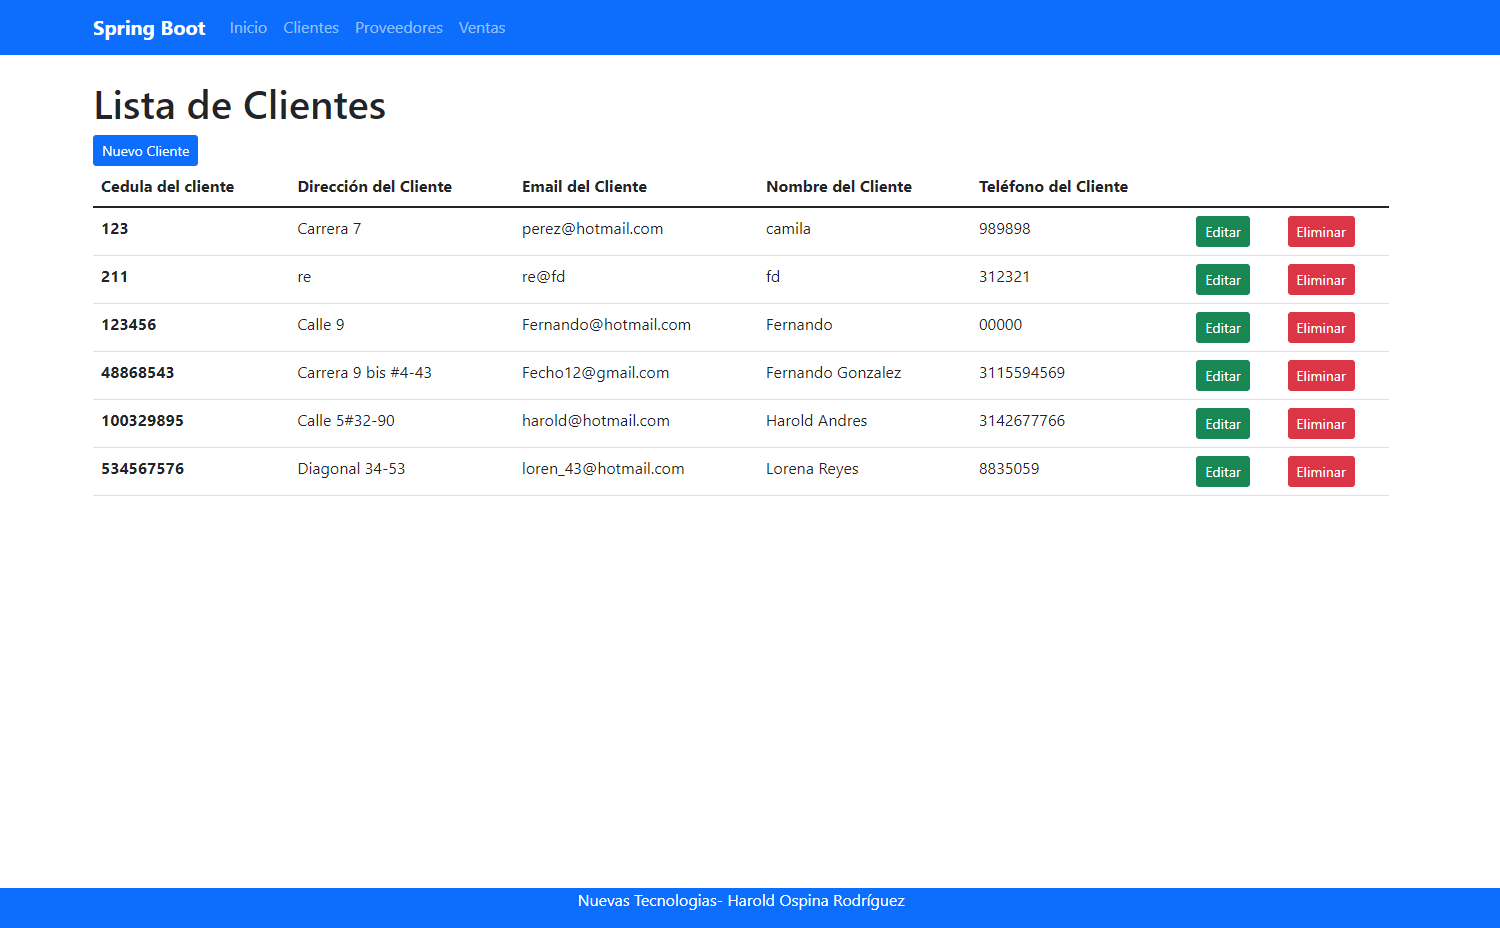 Spring Boot Inicio Clientes Proveedores Ventas
Lista de Clientes
Nuevo Cliente
Cedula del cliente Dirección del Cliente Email del Cliente Nombre del Cliente Teléfono del Cliente
123 Carrera 7 perez@hotmail.com camila 989898 Editar Eliminar
211 re re@fd fd 312321 Editar Eliminar
123456 Calle 9 Fernando@hotmail.com Fernando 00000 Editar Eliminar
48868543 Carrera 9 bis #4-43 Fecho12@gmail.com Fernando Gonzalez 3115594569 Editar Eliminar
100329895 Calle 5#32-90 harold@hotmail.com Harold Andres 3142677766 Editar Eliminar
534567576 Diagonal 34-53 loren_43@hotmail.com Lorena Reyes 8835059 Editar Eliminar
Nuevas Tecnologias- Harold Ospina Rodríguez